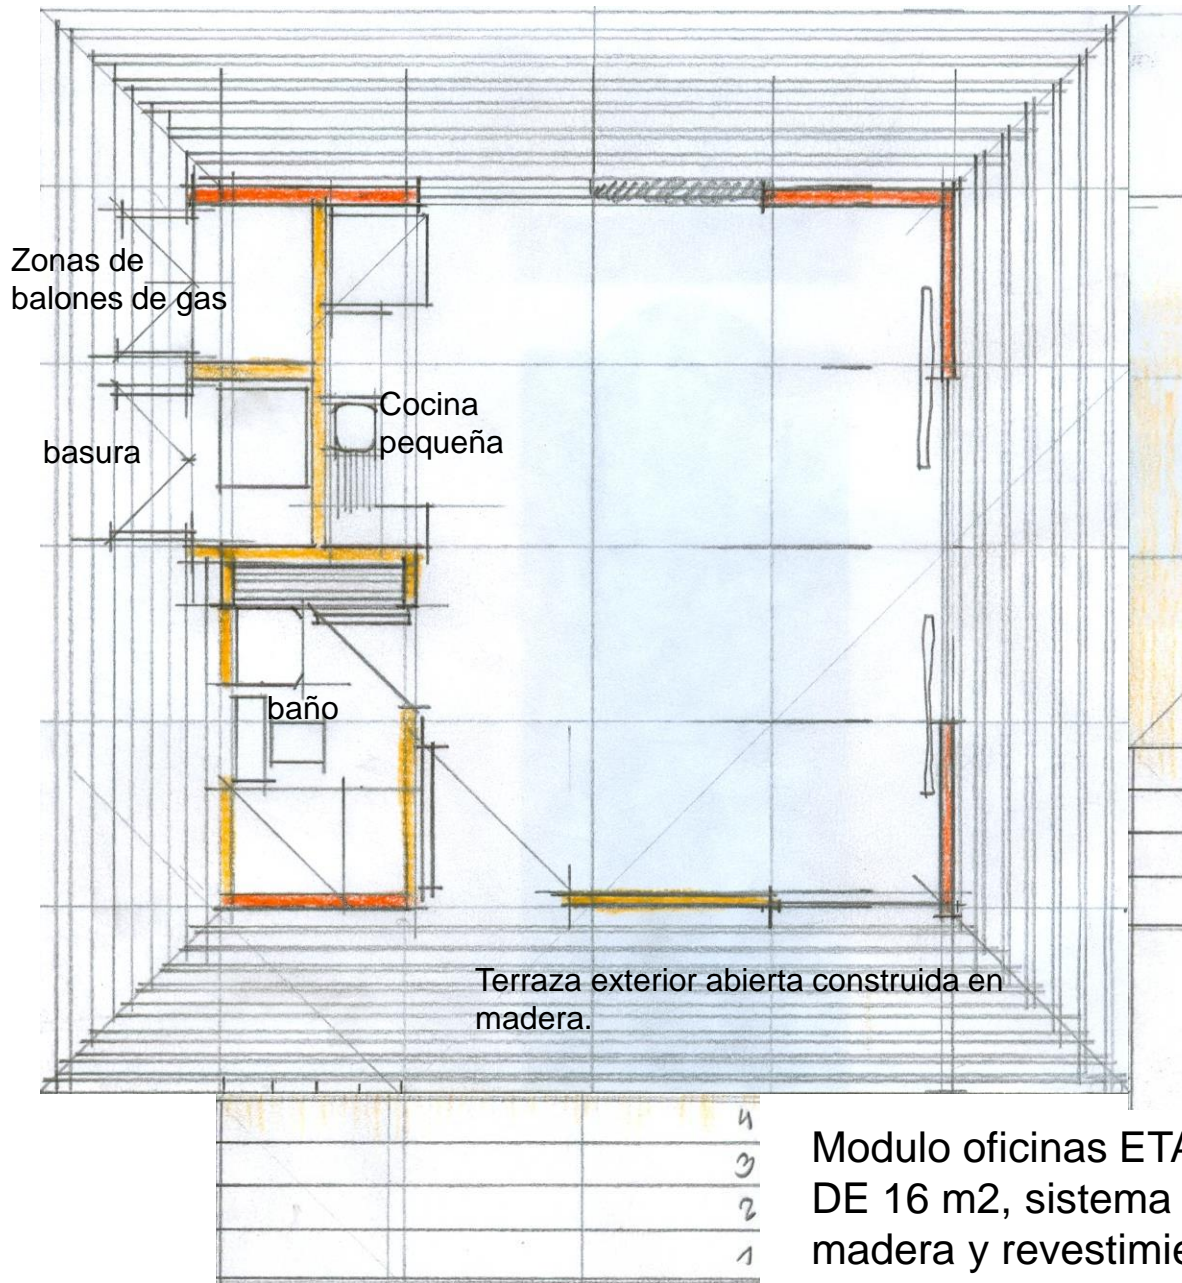 Zonas de
balones de gas
Cocina
pequeña
basura
baño
Terraza exterior abierta construida en
madera.
4
3
2
1
Modulo oficinas ETA
DE 16 m2, sistema
madera y revestimie